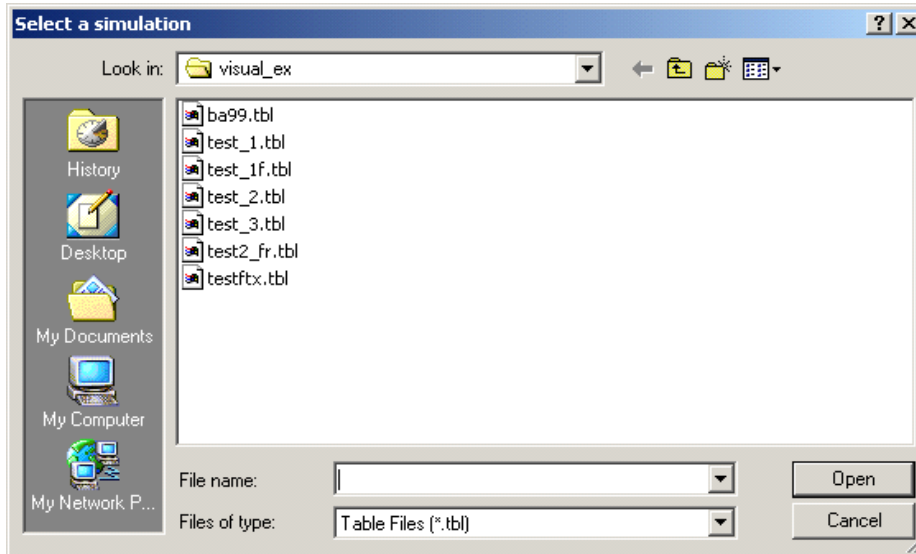 Select a simulation
Look in: visual_ex
History
Desktop
My Documents
My Computer
My Network P...
ba99.tbl
test_1.tbl
test_1f.tbl
test_2.tbl
test_3.tbl
test2_fr.tbl
testftx.tbl
File name:
Open
Files of type: Table Files (*.tbl)
Cancel